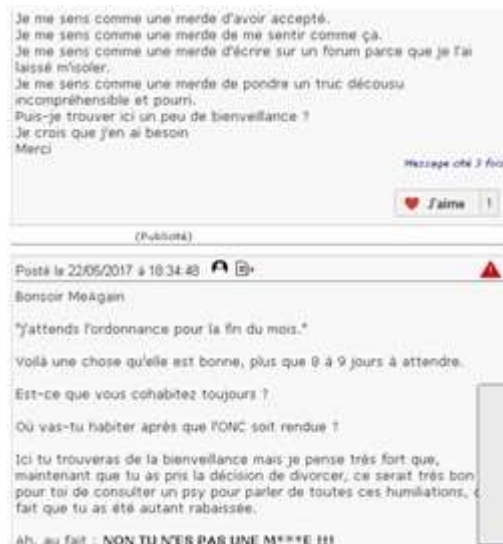 Je me sens comme une merde d'avoir accepté.
Je me sens comme une merde de me sentir comme ça.
Je me sens comme une merde d'écrire sur un forum parce que je l'ai
laissé m'isoler.
Je me sens comme une merde de pondre un truc décousu
incompréhensible et pourri.
Puis-je trouver ici un peu de bienveillance ?
Je crois que j'en ai besoin
Merci
Message cité 3 fois
J'aime 1
(Publicité)
Posté le 22/05/2017 à 18:34:48
Bonsoir MeAgain
"j'attends l'ordonnance pour la fin du mois."
Voilà une chose qu'elle est bonne, plus que 8 à 9 jours à attendre.
Est-ce que vous cohabitez toujours ?
Où vas-tu habiter après que l'ONC soit rendue ?
Ici tu trouveras de la bienveillance mais je pense très fort que,
maintenant que tu as pris la décision de divorcer, ce serait très bon
pour toi de consulter un psy pour parler de toutes ces humiliations,
fait que tu as été autant rabaissée.
Ah, au fait : NON TU N'ES PAS UNE M***E !!!